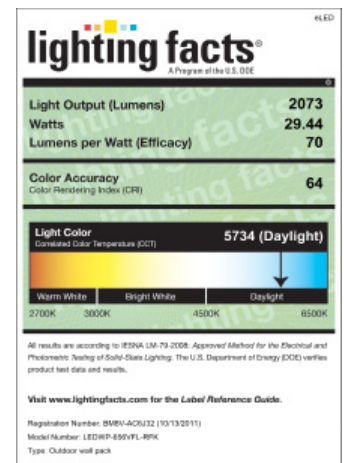 eLED
lighting facts®
A Program of the U.S. DOE
Light Output (Lumens) 2073
Watts 29.44
Lumens per Watt (Efficacy) 70
Color Accuracy 64
Color Rendering Index (CRI)
Light Color 5734 (Daylight)
Correlated Color Temperature (CCT)
Warm White Bright White Daylight
2700K 3000K 4500K 6500K
All results are according to IESNA LM-79-2008: Approved Method for the Electrical and
Photometric Testing of Solid-State Lighting. The U.S. Department of Energy (DOE) verifies
product test data and results.
Visit www.lightingfacts.com for the Label Reference Guide.
Registration Number: (10/13/2011)
Model Number:
Type: Outdoor wall pack